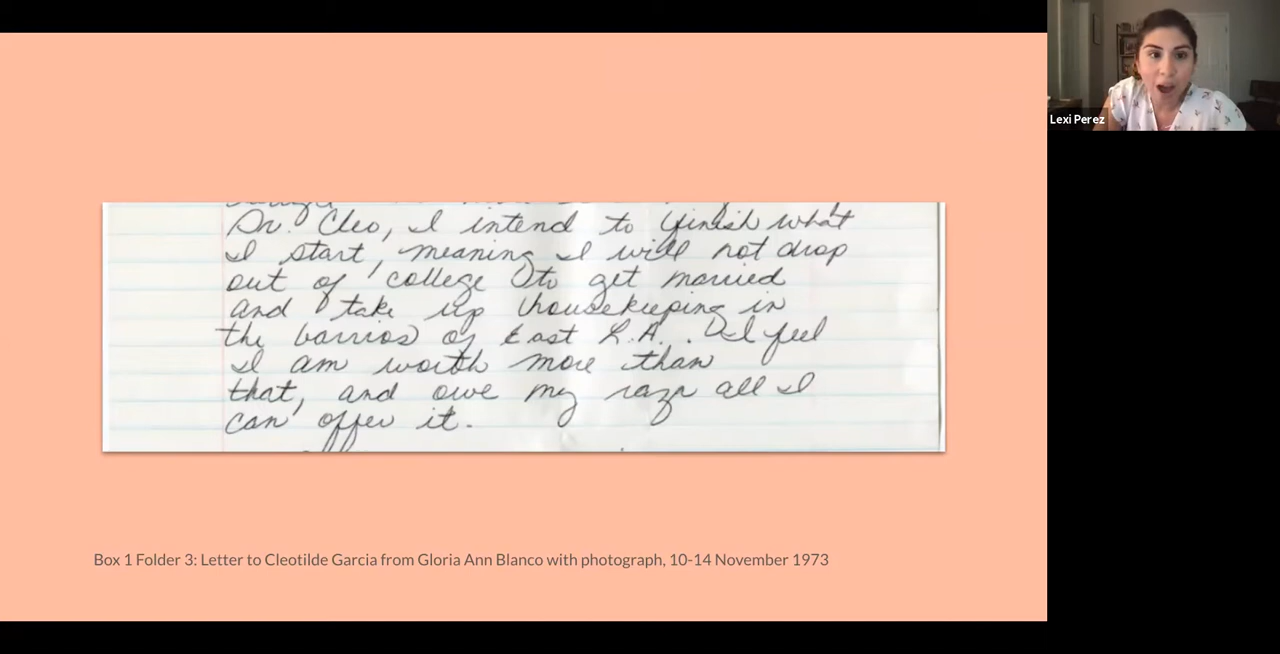 Dr. Cleo, I intend to finish what
I start, meaning I will not drop
out of college to get married
and take up housekeeping in
the barrios of East L.A.. I feel
I am worth more than
that, and owe my raza all I
can offer it.
Box 1 Folder 3: Letter to Cleotilde Garcia from Gloria Ann Blanco with photograph, 10-14 November 1973
Lexi Perez